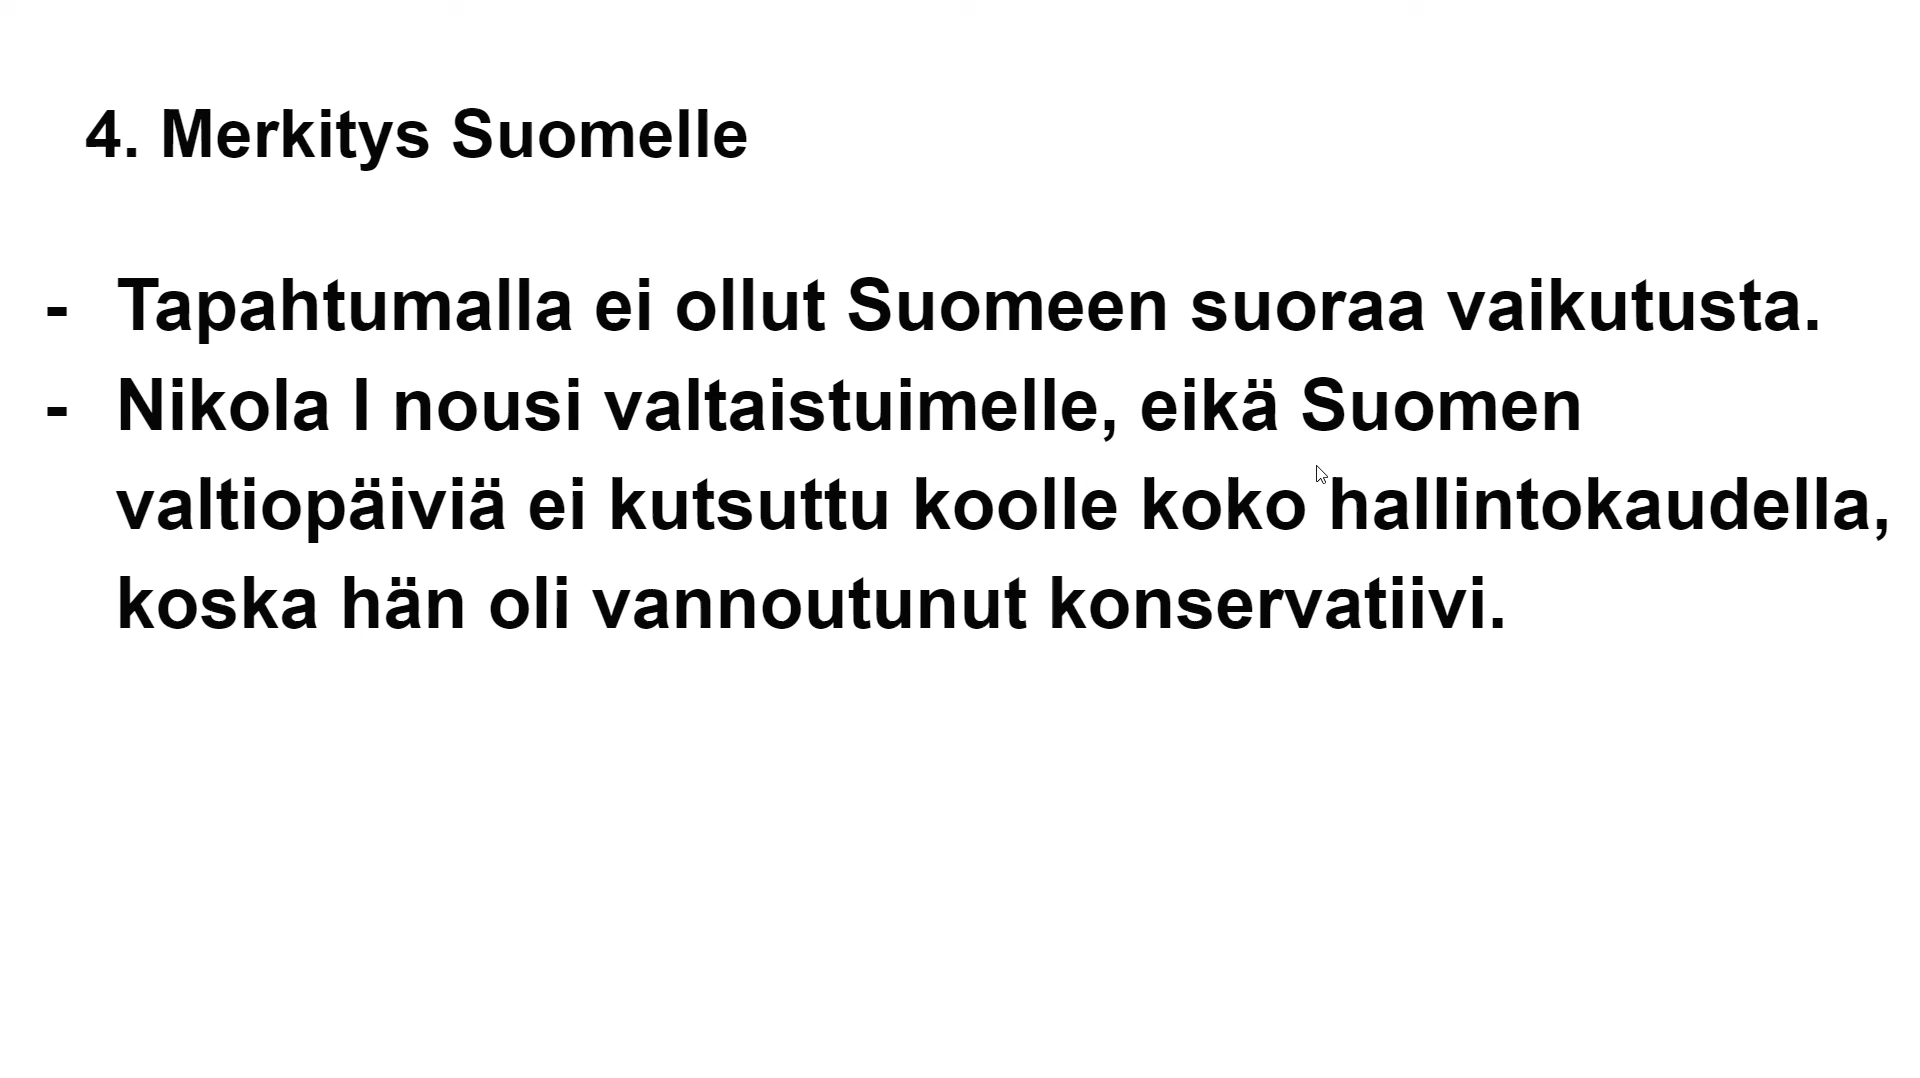 4. Merkitys Suomelle
- Tapahtumalla ei ollut Suomeen suoraa vaikutusta.
- Nikola I nousi valtaistuimelle, eikä Suomen
valtiopäiviä ei kutsuttu koolle koko hallintokaudella,
koska hän oli vannoutunut konservatiivi.